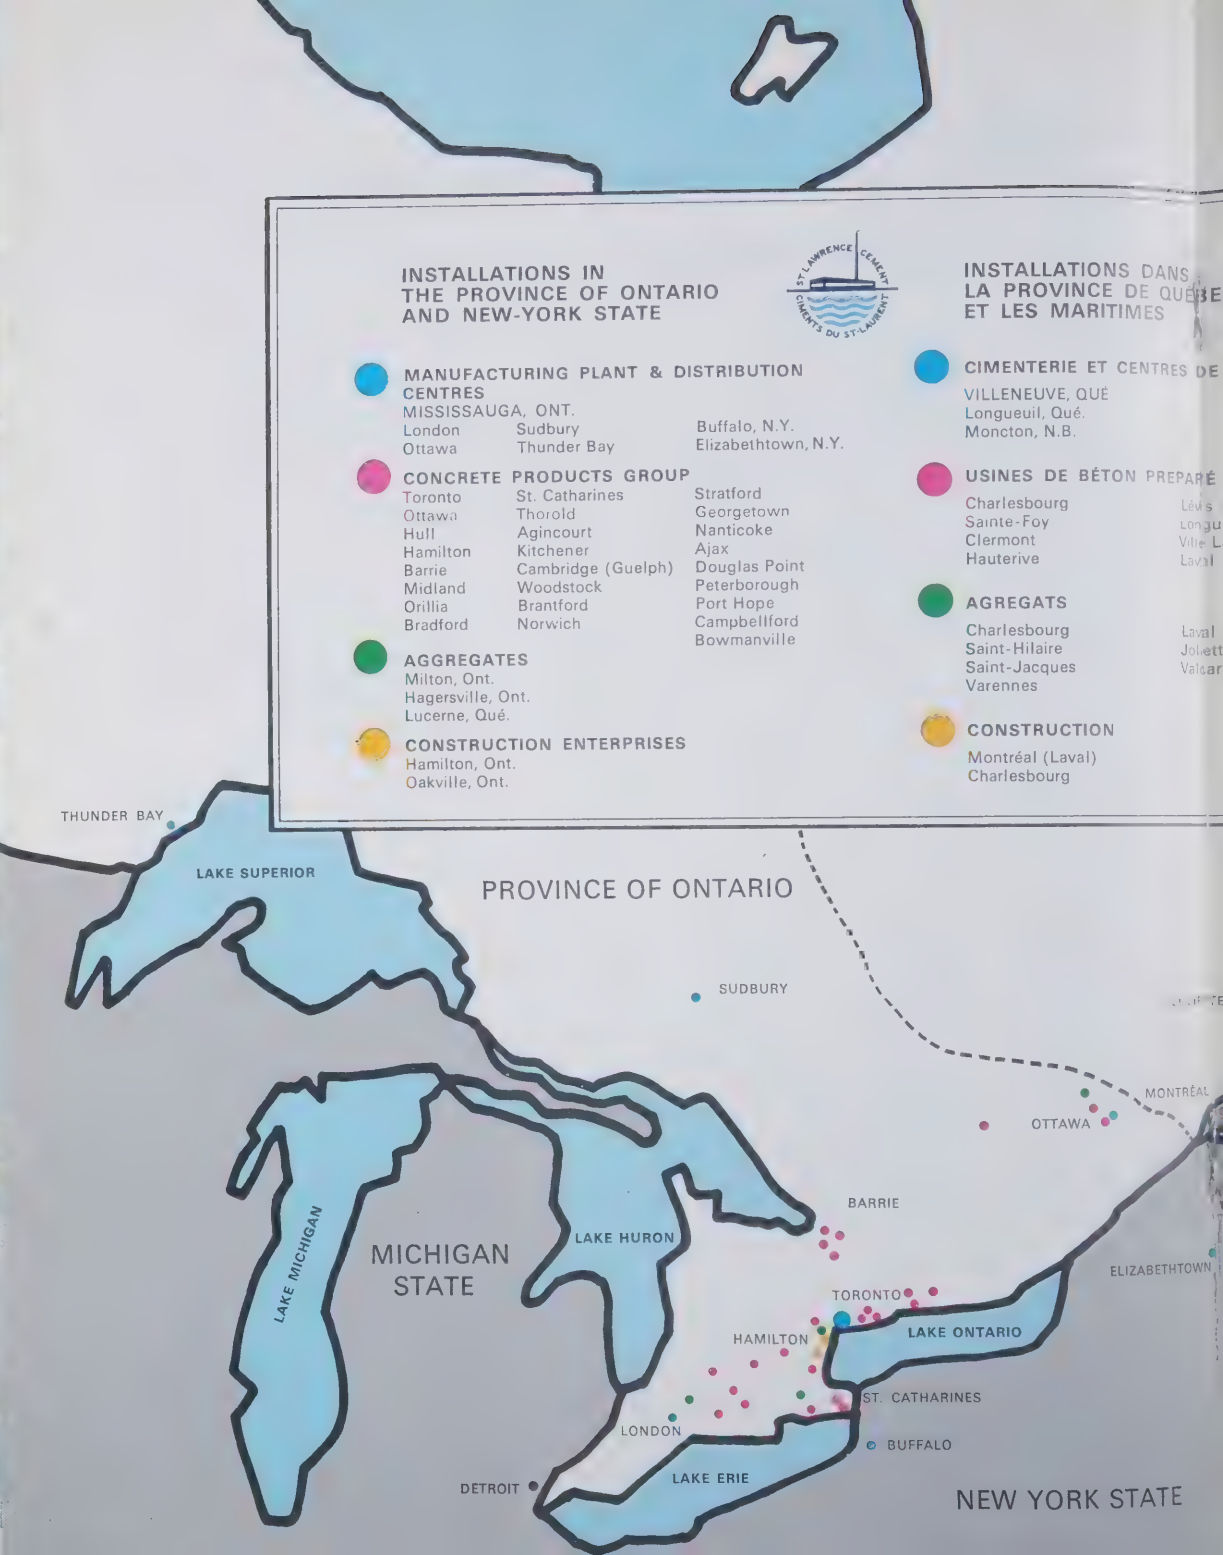 ST LAWRENCE CEMENT
CIMENTS DU ST-LAURENT
INSTALLATIONS IN
THE PROVINCE OF ONTARIO
AND NEW-YORK STATE
MANUFACTURING PLANT & DISTRIBUTION
CENTRES
MISSISSAUGA, ONT.
London Sudbury Buffalo, N.Y.
Ottawa Thunder Bay Elizabethtown, N.Y.
CONCRETE PRODUCTS GROUP
Toronto St. Catharines Stratford
Ottawa Thorold Georgetown
Hull Agincourt Nanticoke
Hamilton Kitchener Ajax
Barrie Cambridge (Guelph) Douglas Point
Midland Woodstock Peterborough
Orillia Brantford Port Hope
Bradford Norwich Campbellford
Bowmanville
AGGREGATES
Milton, Ont.
Hagersville, Ont.
Lucerne, Qué.
CONSTRUCTION ENTERPRISES
Hamilton, Ont.
Oakville, Ont.
INSTALLATIONS DANS
LA PROVINCE DE QUÉBE
ET LES MARITIMES
CIMENTERIE ET CENTRES DE
VILLENEUVE, QUÉ
Longueuil, Qué.
Moncton, N.B.
USINES DE BÉTON PREPARÉ
Charlesbourg Lévis
Sainte-Foy Longu
Clermont Ville L
Hauterive Laval
AGREGATS
Charlesbourg Laval
Saint-Hilaire Joliett
Saint-Jacques Valcar
Varennes
CONSTRUCTION
Montréal (Laval)
Charlesbourg
THUNDER BAY
LAKE SUPERIOR
PROVINCE OF ONTARIO
SUDBURY
MONTRÉAL
OTTAWA
BARRIE
LAKE MICHIGAN
MICHIGAN
STATE
LAKE HURON
ELIZABETHTOWN
TORONTO
LAKE ONTARIO
HAMILTON
ST. CATHARINES
LONDON
BUFFALO
LAKE ERIE
DETROIT
NEW YORK STATE